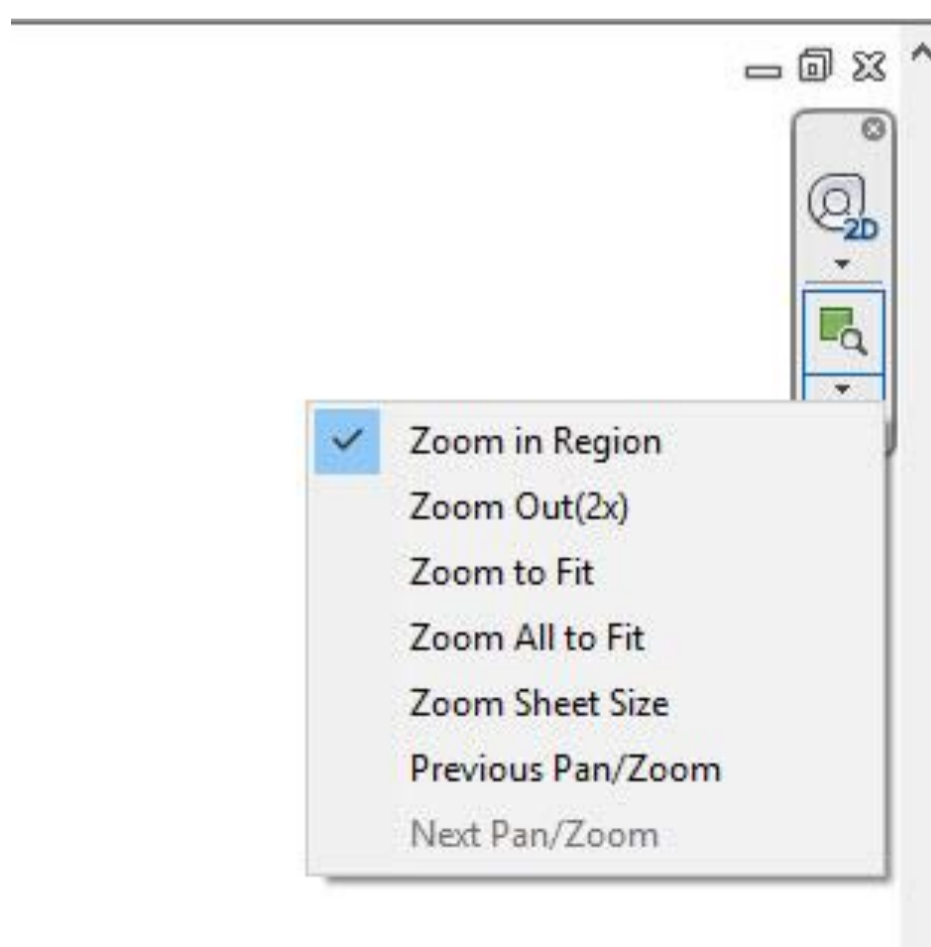 2D
Zoom in Region
Zoom Out(2x)
Zoom to Fit
Zoom All to Fit
Zoom Sheet Size
Previous Pan/Zoom
Next Pan/Zoom